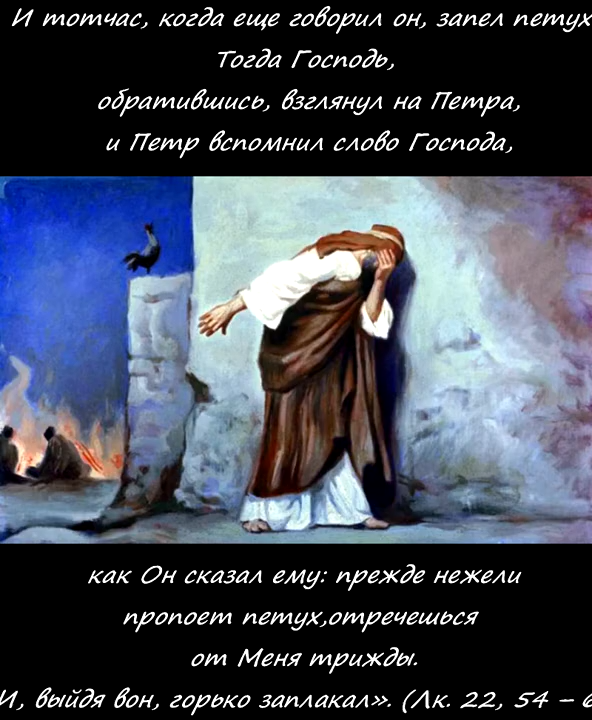 И тотчас, когда еще говорил он, запел петух
Тогда Господь,
обратившись, взглянул на Петра,
и Петр вспомнил слово Господа,
как Он сказал ему: прежде нежели
пропоет петух,отречешься
от Меня трижды.
И, выйдя вон, горько заплакал». (Лк. 22, 54 – 6